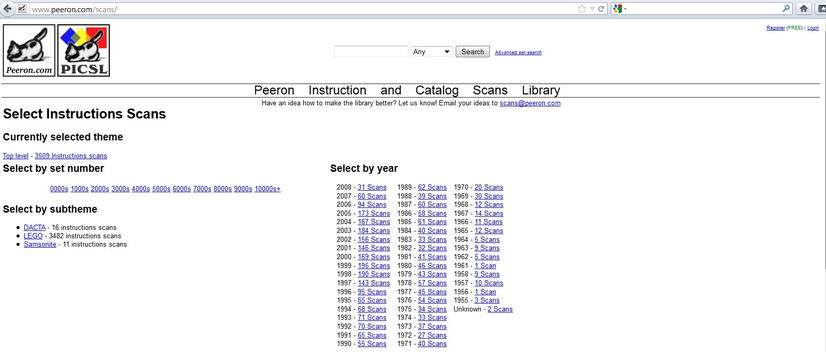 www.peeron.com/scans/
Register (FREE) / Login
Peeron.com PICSL
Any Search Advanced set search
Peeron Instruction and Catalog Scans Library
Have an idea how to make the library better? Let us know! Email your ideas to scans@peeron.com
Select Instructions Scans
Currently selected theme
Top level - 3509 Instructions scans
Select by set number
0000s 1000s 2000s 3000s 4000s 5000s 6000s 7000s 8000s 9000s 10000s+
Select by subtheme
DACTA - 16 instructions scans
LEGO - 3482 instructions scans
Samsonite - 11 instructions scans
Select by year
2008 - 31 Scans 1989 - 62 Scans 1970 - 20 Scans
2007 - 60 Scans 1988 - 39 Scans 1969 - 30 Scans
2006 - 94 Scans 1987 - 60 Scans 1968 - 12 Scans
2005 - 173 Scans 1986 - 58 Scans 1967 - 14 Scans
2004 - 167 Scans 1985 - 61 Scans 1966 - 11 Scans
2003 - 184 Scans 1984 - 40 Scans 1965 - 12 Scans
2002 - 156 Scans 1983 - 33 Scans 1964 - 5 Scans
2001 - 146 Scans 1982 - 32 Scans 1963 - 9 Scans
2000 - 169 Scans 1981 - 41 Scans 1962 - 5 Scans
1999 - 195 Scans 1980 - 46 Scans 1961 - 1 Scan
1998 - 190 Scans 1979 - 43 Scans 1958 - 9 Scans
1997 - 143 Scans 1978 - 57 Scans 1957 - 10 Scans
1996 - 95 Scans 1977 - 45 Scans 1956 - 1 Scan
1995 - 65 Scans 1976 - 54 Scans 1955 - 3 Scans
1994 - 68 Scans 1975 - 34 Scans Unknown - 2 Scans
1993 - 71 Scans 1974 - 33 Scans
1992 - 70 Scans 1973 - 37 Scans
1991 - 65 Scans 1972 - 27 Scans
1990 - 55 Scans 1971 - 40 Scans